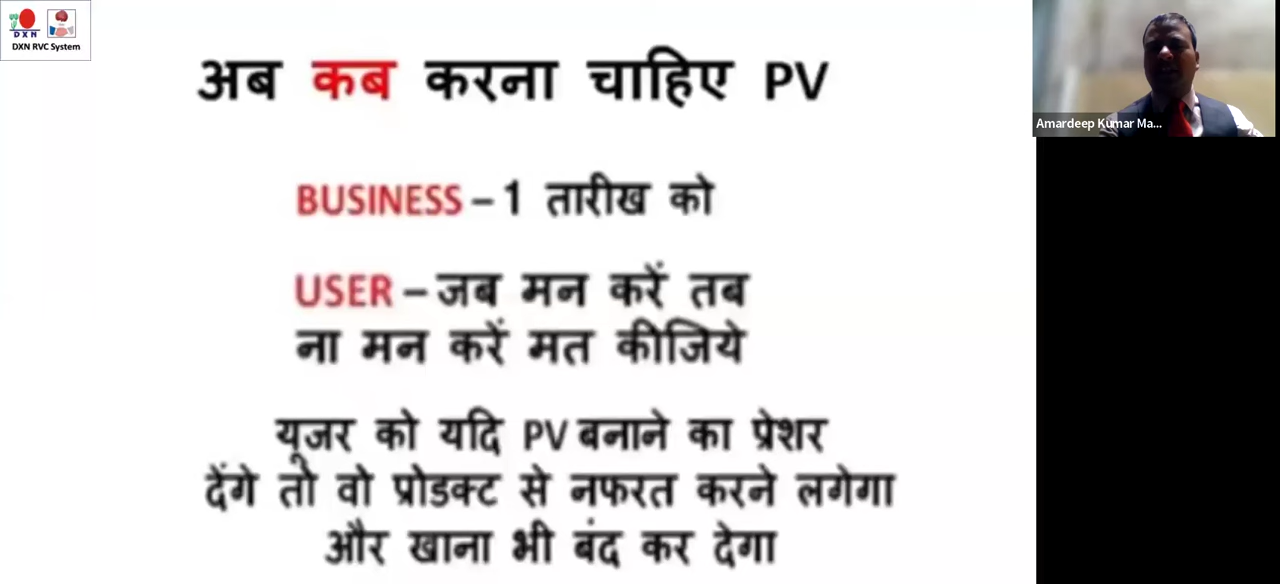 DXN
DXN RVC System
अब कब करना चाहिए PV
BUSINESS – 1 तारीख को
USER – जब मन करें तब
ना मन करें मत कीजिये
यूजर को यदि PV बनाने का प्रेशर
देंगे तो वो प्रोडक्ट से नफरत करने लगेगा
और खाना भी बंद कर देगा
Amardeep Kumar Ma...